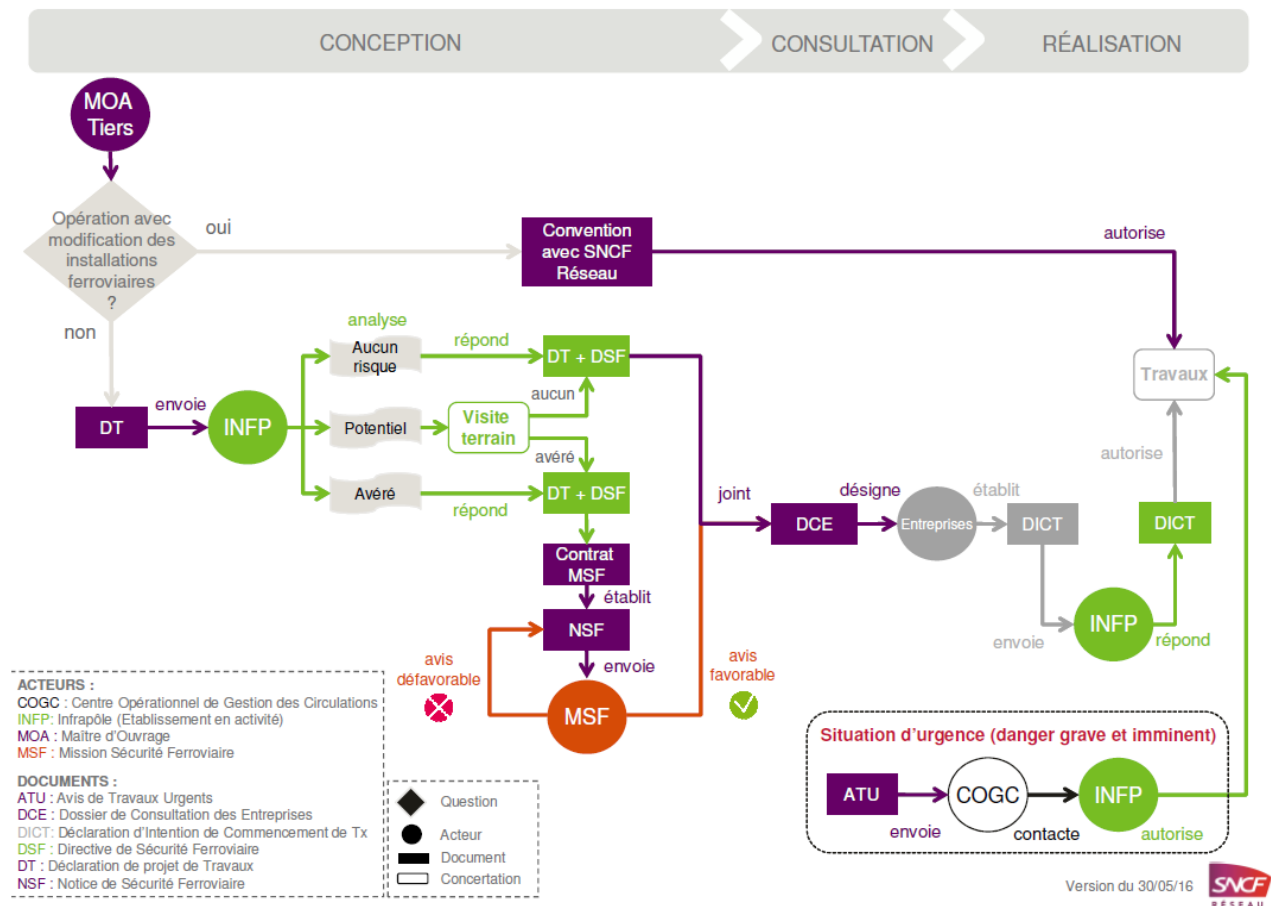 CONCEPTION
CONSULTATION
RÉALISATION
MOA
Tiers
Opération avec
modification des
installations
ferroviaires
?
oui
non
Convention
avec SNCF
Réseau
autorise
analyse
Aucun
risque
répond
DT + DSF
aucun
DT
envoie
INFP
Potentiel
Visite
terrain
avéré
Avéré
répond
DT + DSF
Travaux
autorise
joint
DCE
désigne
Entreprises
établit
DICT
DICT
Contrat
MSF
établit
NSF
envoie
INFP
répond
envoie
avis
défavorable
MSF
avis
favorable
ACTEURS :
COGC : Centre Opérationnel de Gestion des Circulations
INFP: Infrapôle (Etablissement en activité)
MOA : Maître d'Ouvrage
MSF : Mission Sécurité Ferroviaire
DOCUMENTS :
ATU : Avis de Travaux Urgents
DCE : Dossier de Consultation des Entreprises
DICT: Déclaration d'Intention de Commencement de Tx
DSF : Directive de Sécurité Ferroviaire
DT : Déclaration de projet de Travaux
NSF : Notice de Sécurité Ferroviaire
Question
Acteur
Document
Concertation
Situation d'urgence (danger grave et imminent)
ATU
envoie
COGC
contacte
INFP
autorise
Version du 30/05/16
SNCF
RÉSEAU